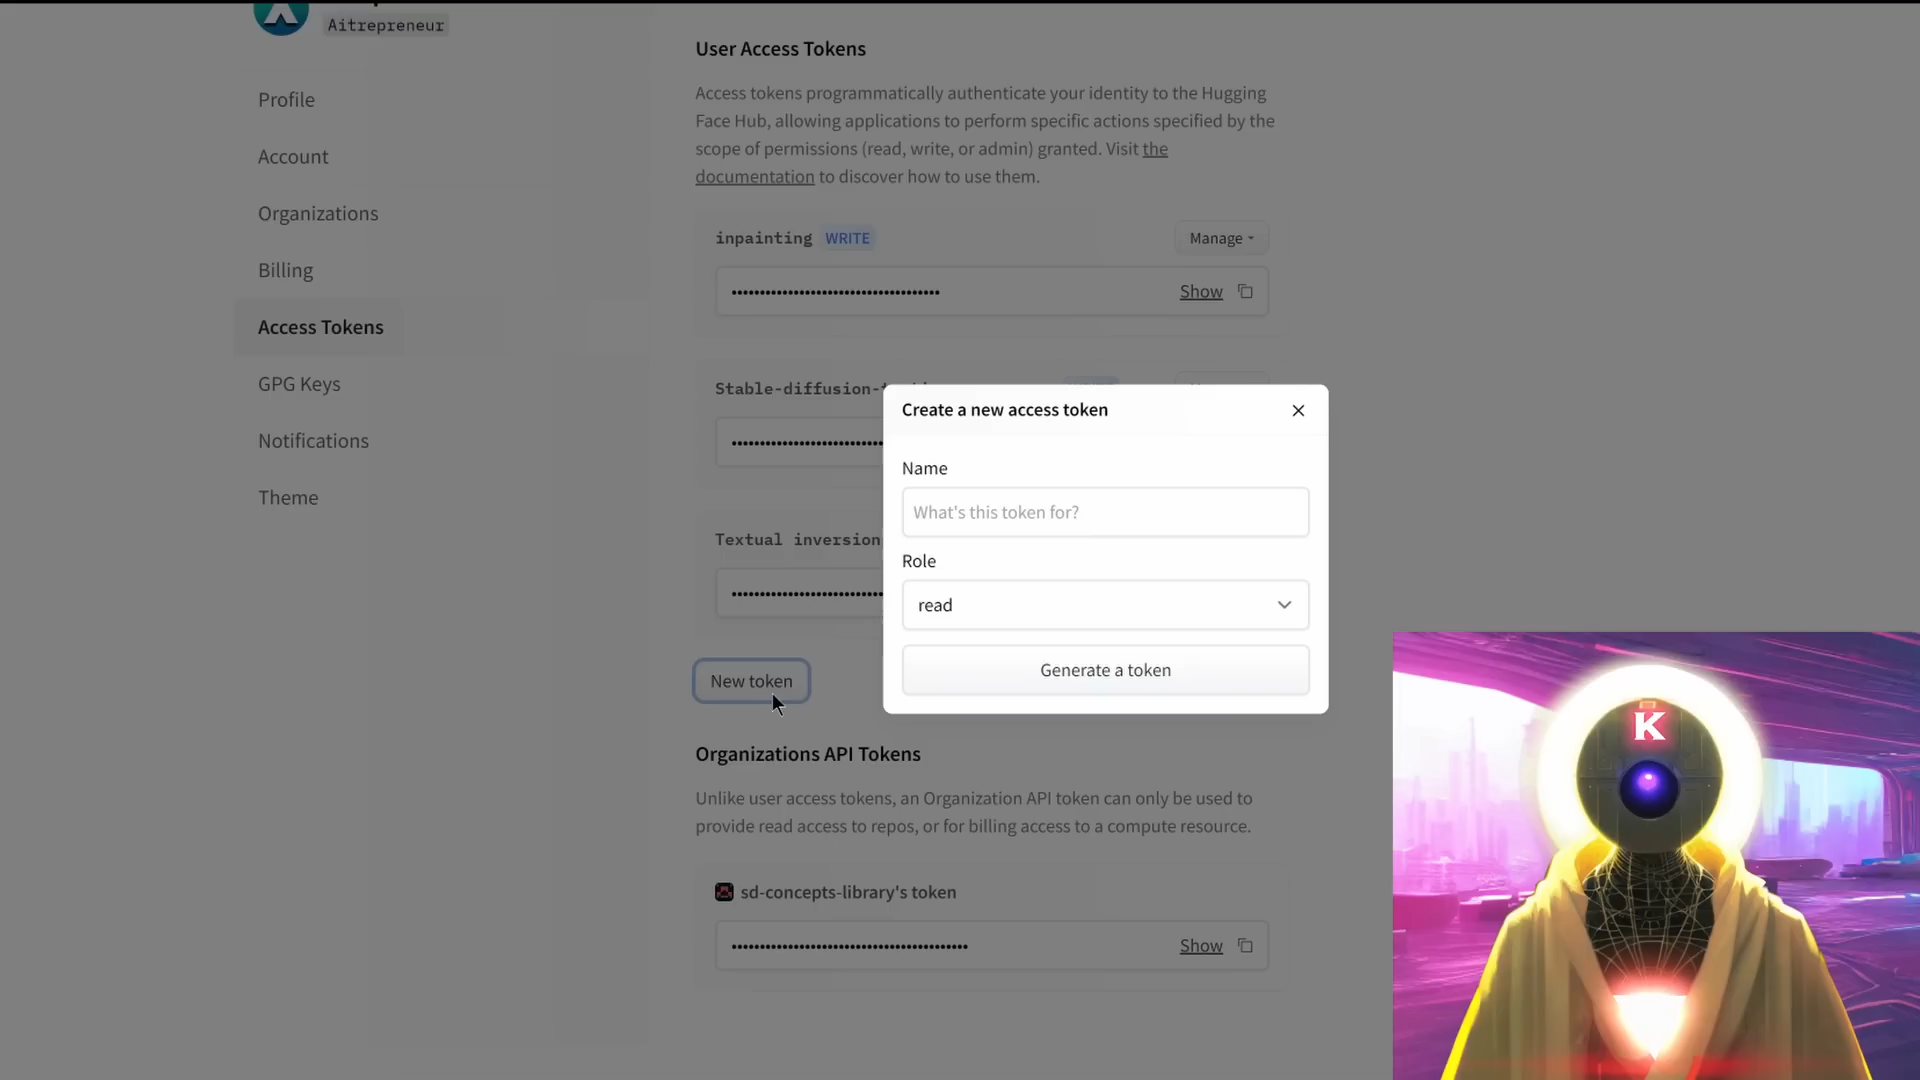 Aitrepreneur
Profile
Account
Organizations
Billing
Access Tokens
GPG Keys
Notifications
Theme
User Access Tokens
Access tokens programmatically authenticate your identity to the Hugging
Face Hub, allowing applications to perform specific actions specified by the
scope of permissions (read, write, or admin) granted. Visit the
documentation to discover how to use them.
inpainting WRITE
Manage
Show
Stable-diffusion-
Textual inversion
New token
Create a new access token
Name
What's this token for?
Role
read
Generate a token
Organizations API Tokens
Unlike user access tokens, an Organization API token can only be used to
provide read access to repos, or for billing access to a compute resource.
sd-concepts-library's token
Show
K